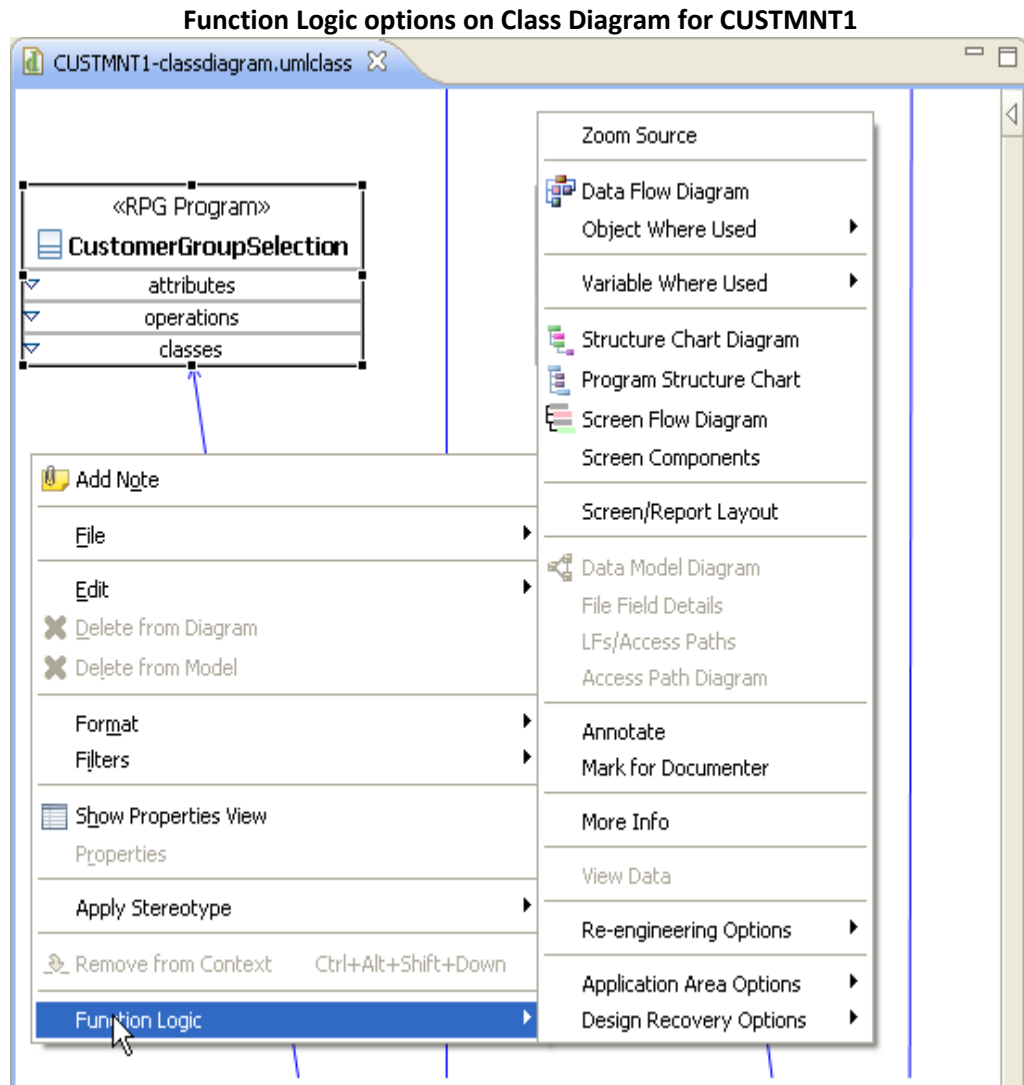 Function Logic options on Class Diagram for CUSTMNT1
CUSTMNT1-classdiagram.umlclass
«RPG Program»
CustomerGroupSelection
attributes
operations
classes
Add Note
File
Edit
Delete from Diagram
Delete from Model
Format
Filters
Show Properties View
Properties
Apply Stereotype
Remove from Context Ctrl+Alt+Shift+Down
Function Logic
Zoom Source
Data Flow Diagram
Object Where Used
Variable Where Used
Structure Chart Diagram
Program Structure Chart
Screen Flow Diagram
Screen Components
Screen/Report Layout
Data Model Diagram
File Field Details
LFs/Access Paths
Access Path Diagram
Annotate
Mark for Documenter
More Info
View Data
Re-engineering Options
Application Area Options
Design Recovery Options